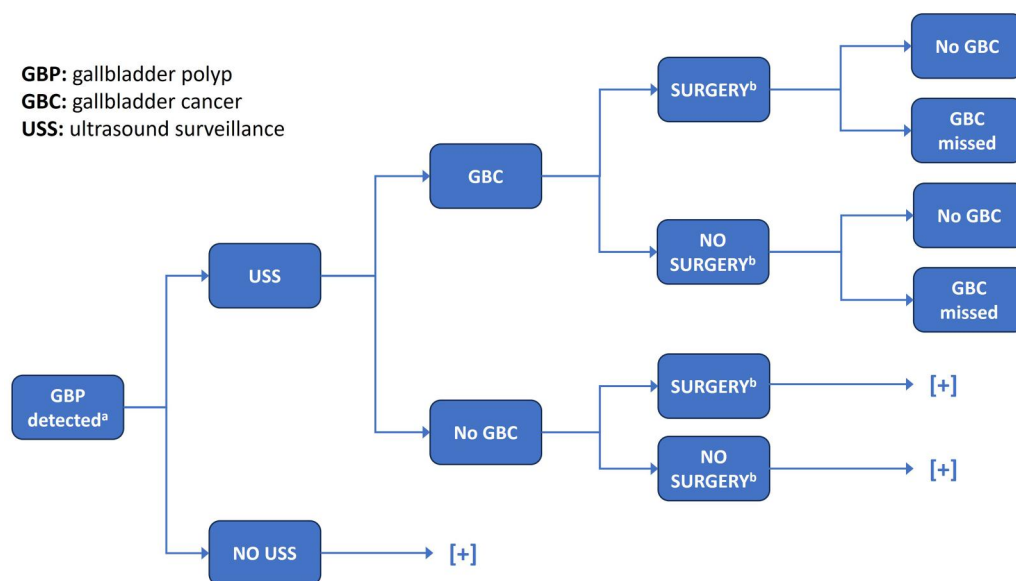 GBP: gallbladder polyp
GBC: gallbladder cancer
USS: ultrasound surveillance
GBP
detectedᵃ
USS
NO USS
[+]
GBC
No GBC
SURGERYᵇ
NO
SURGERYᵇ
SURGERYᵇ
[+]
NO
SURGERYᵇ
[+]
No GBC
GBC
missed
No GBC
GBC
missed